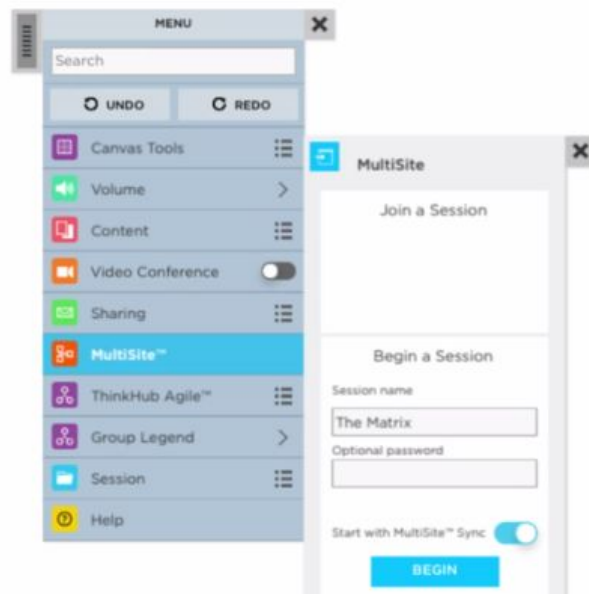 MENU
Search
UNDO REDO
Canvas Tools
Volume
Content
Video Conference
Sharing
MultiSite™
ThinkHub Agile™
Group Legend
Session
Help
MultiSite
Join a Session
Begin a Session
Session name
The Matrix
Optional password
Start with MultiSite™ Sync
BEGIN